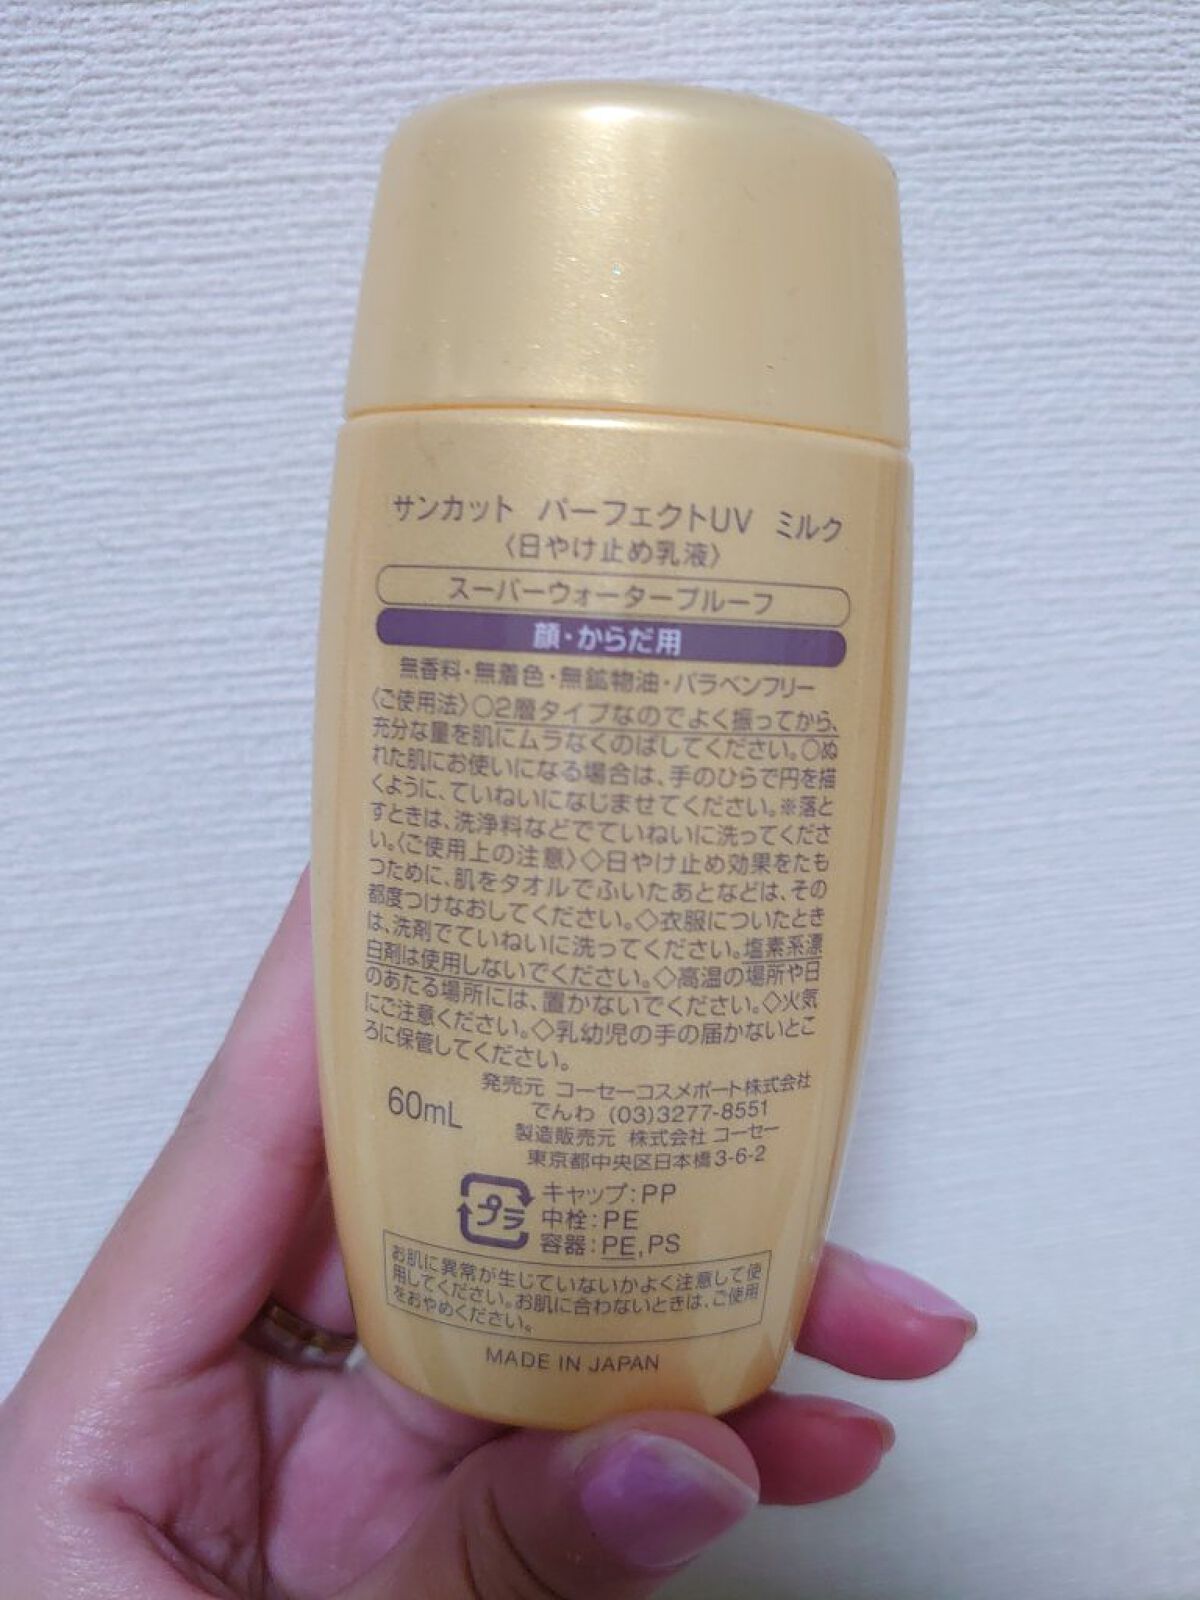 サンカット パーフェクトUV ミルク
〈日やけ止め乳液〉
スーパーウォータープルーフ
顔・からだ用
無香料・無着色・無鉱物油・パラベンフリー
〈ご使用法〉○2層タイプなのでよく振ってから、
充分な量を肌にムラなくのばしてください。○ぬ
れた肌にお使いになる場合は、手のひらで円を描
くように、ていねいになじませてください。※落と
すときは、洗浄料などでていねいに洗ってくださ
い。〈ご使用上の注意〉◇日やけ止め効果をたも
つために、肌をタオルでふいたあとなどは、その
都度つけなおしてください。◇衣服についたとき
は、洗剤でていねいに洗ってください。塩素系漂
白剤は使用しないでください。◇高温の場所や日
のあたる場所には、置かないでください。◇火気
にご注意ください。◇乳幼児の手の届かないとこ
ろに保管してください。
60mL
発売元 コーセーコスメポート株式会社
でんわ (03)3277-8551
製造販売元 株式会社 コーセー
東京都中央区日本橋3-6-2
プラ
キャップ:PP
中栓:PE
容器:PE,PS
お肌に異常が生じていないかよく注意して使
用してください。お肌に合わないときは、ご使用
をおやめください。
MADE IN JAPAN